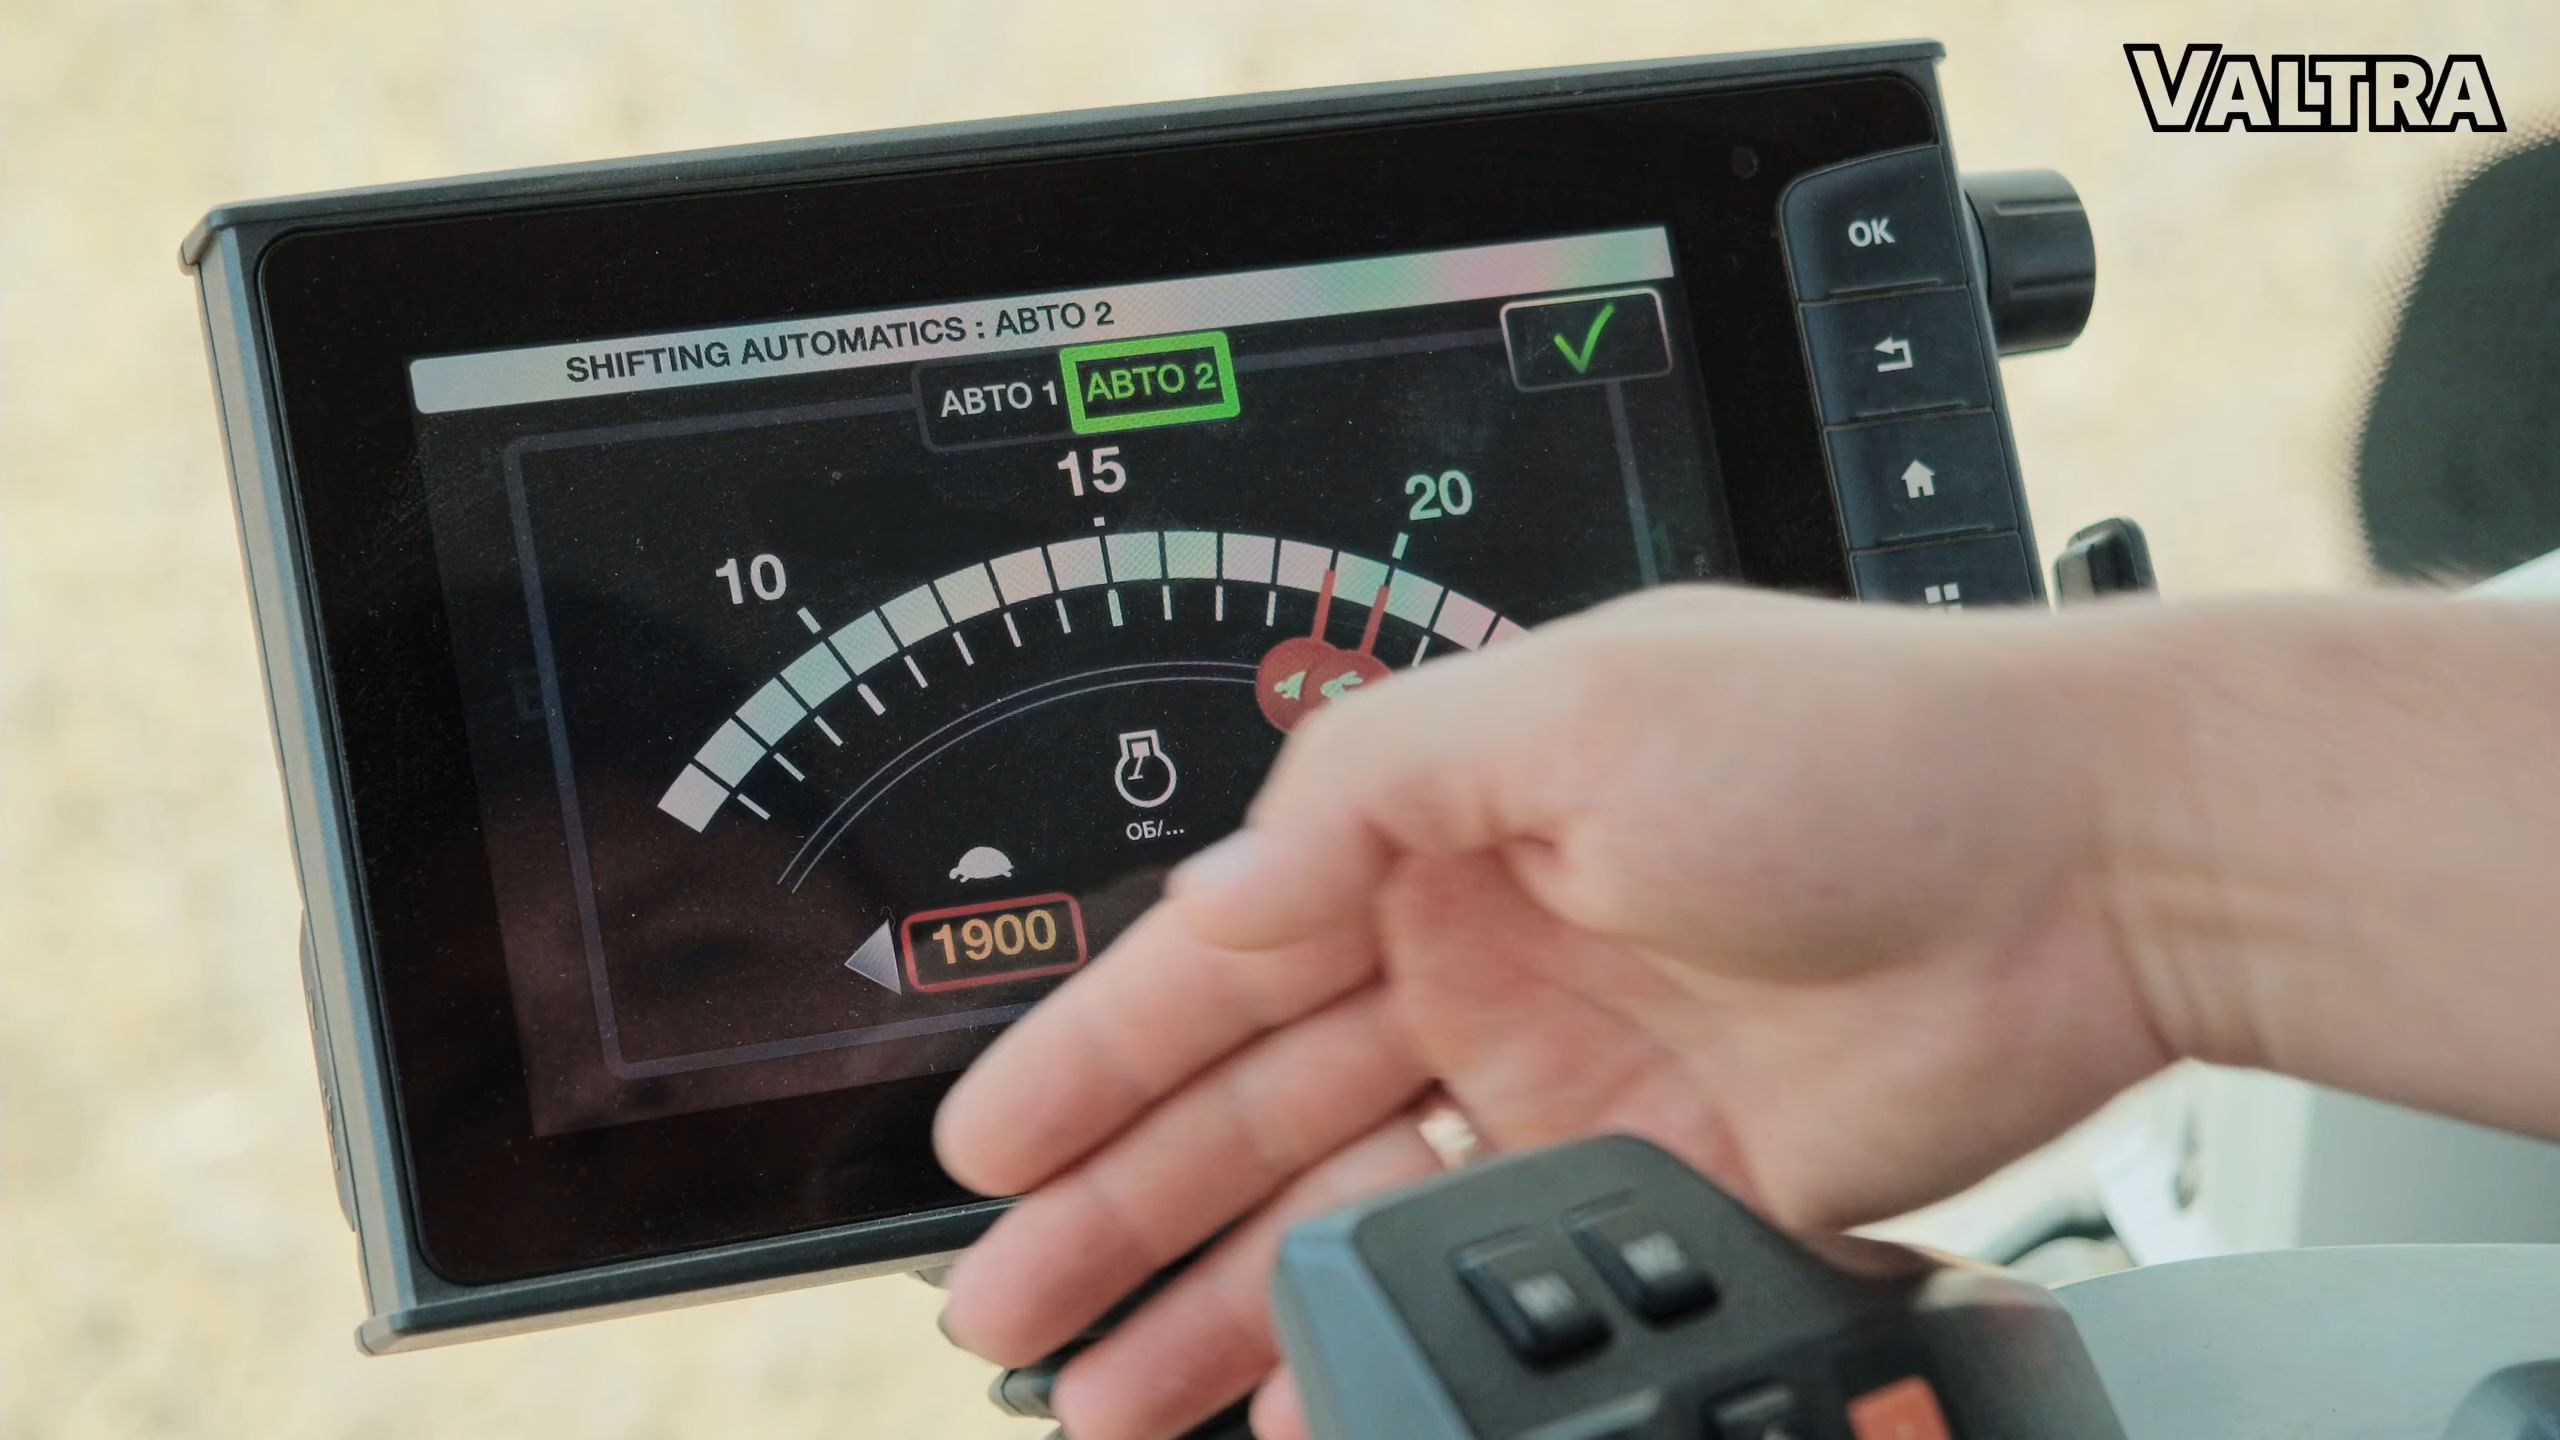 VALTRA
OK
SHIFTING AUTOMATICS : АВТО 2
АВТО 1 АВТО 2
10 15 20
ОБ/...
1900